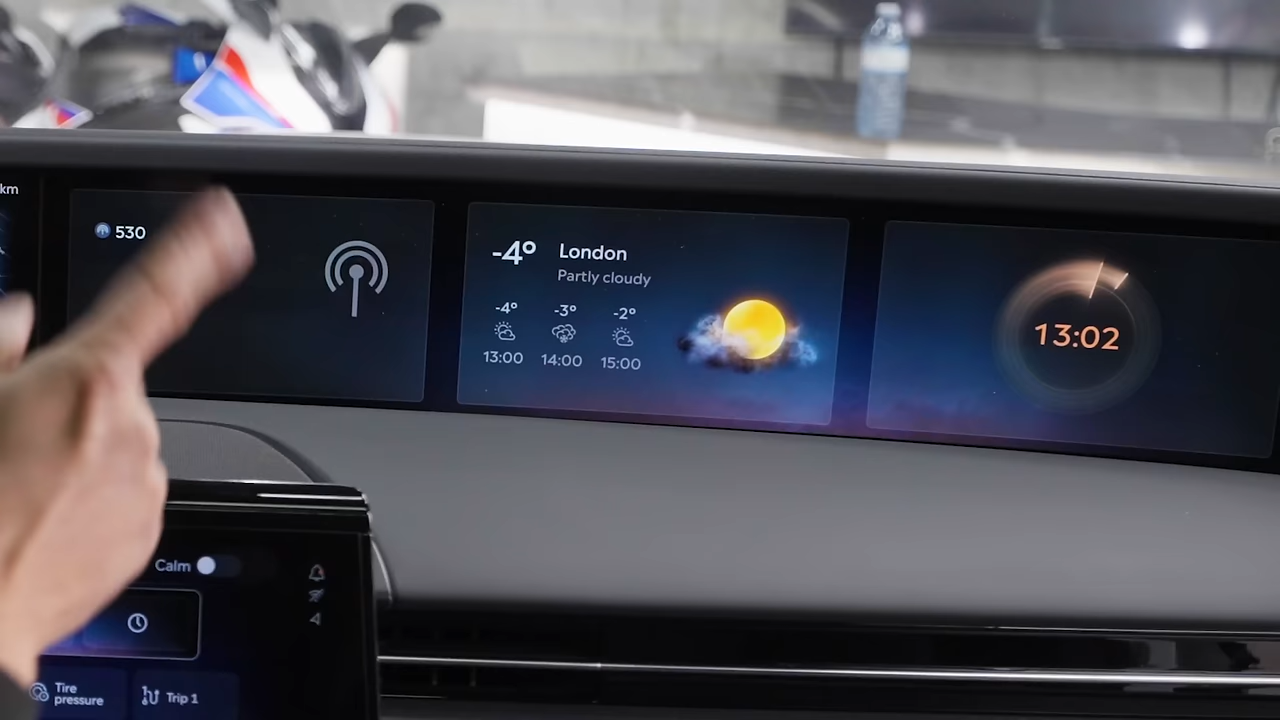 km
530
-4°
London
Partly cloudy
-4° -3° -2°
13:00 14:00 15:00
13:02
Calm
Tire
pressure
Trip 1